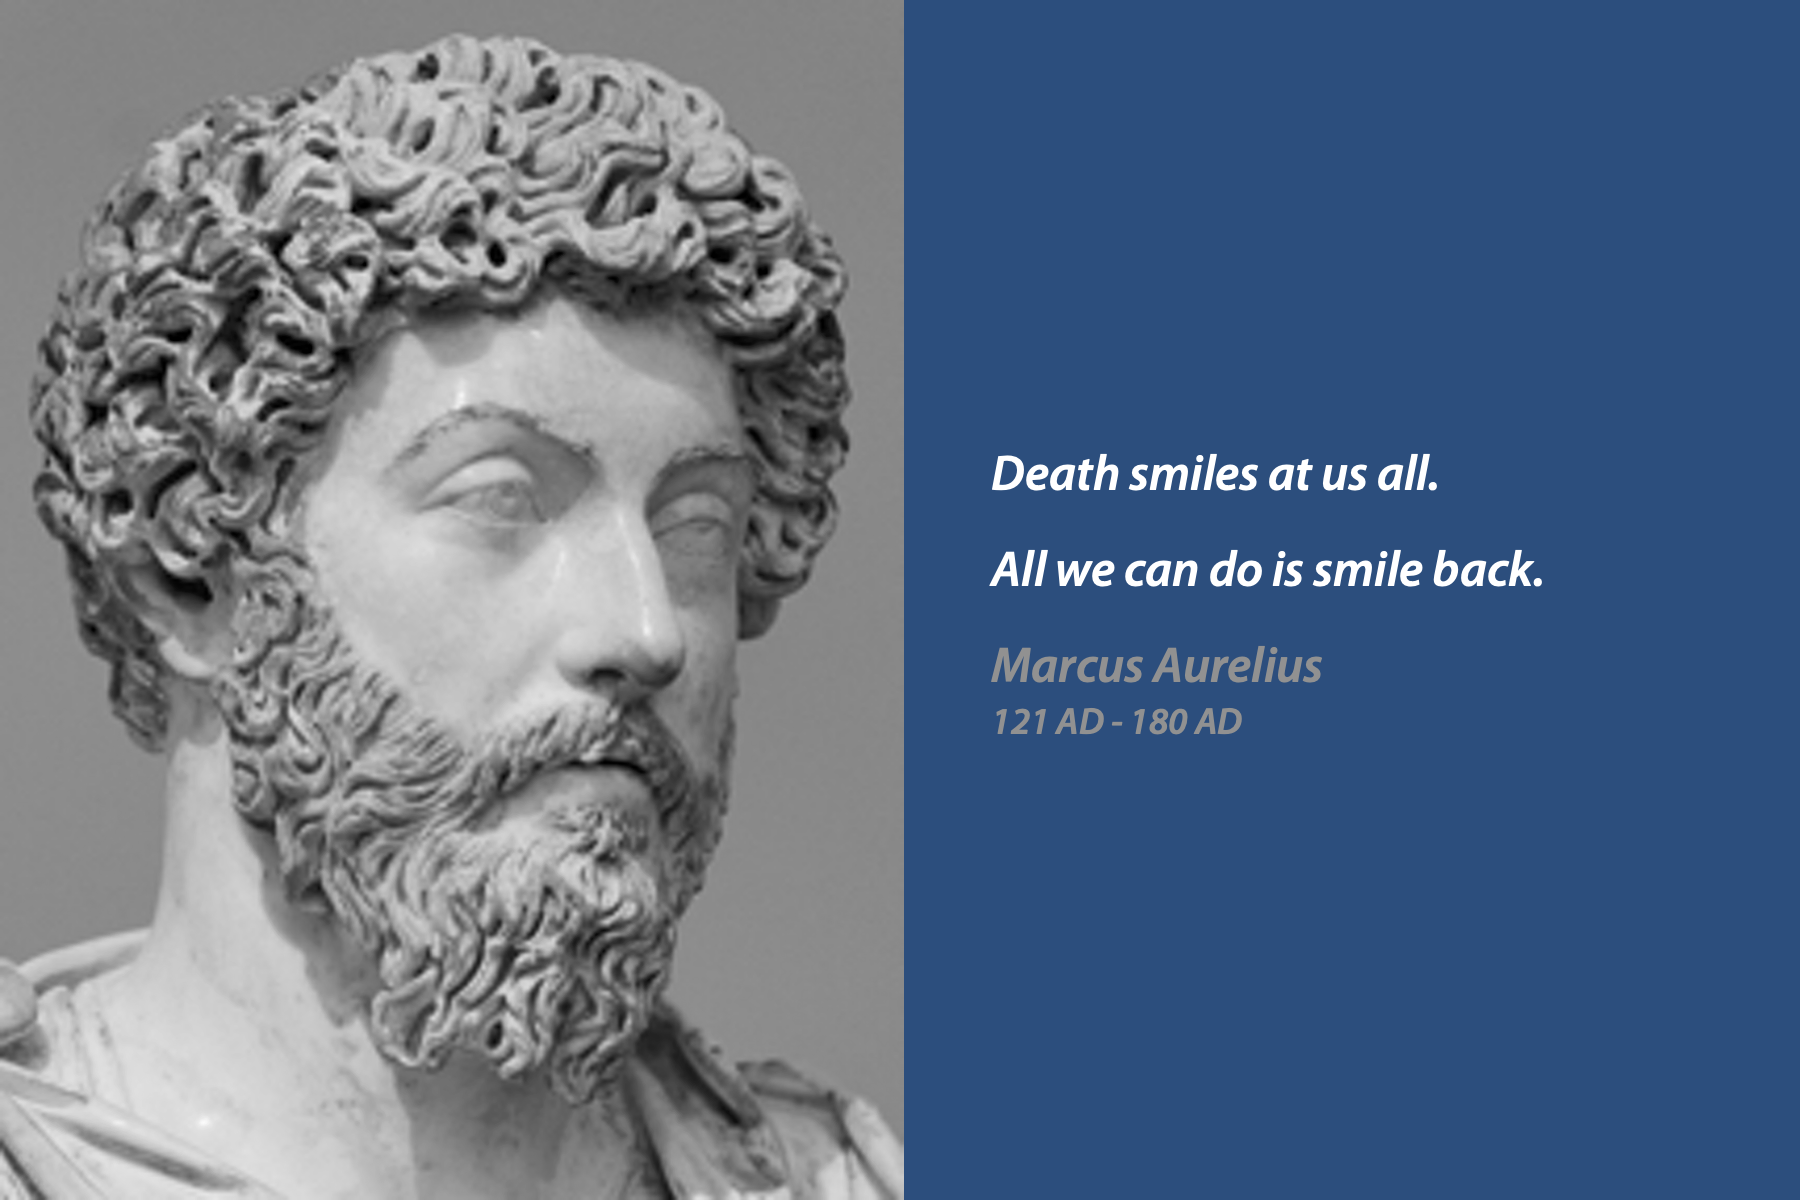 Death smiles at us all.
All we can do is smile back.
Marcus Aurelius
121 AD - 180 AD